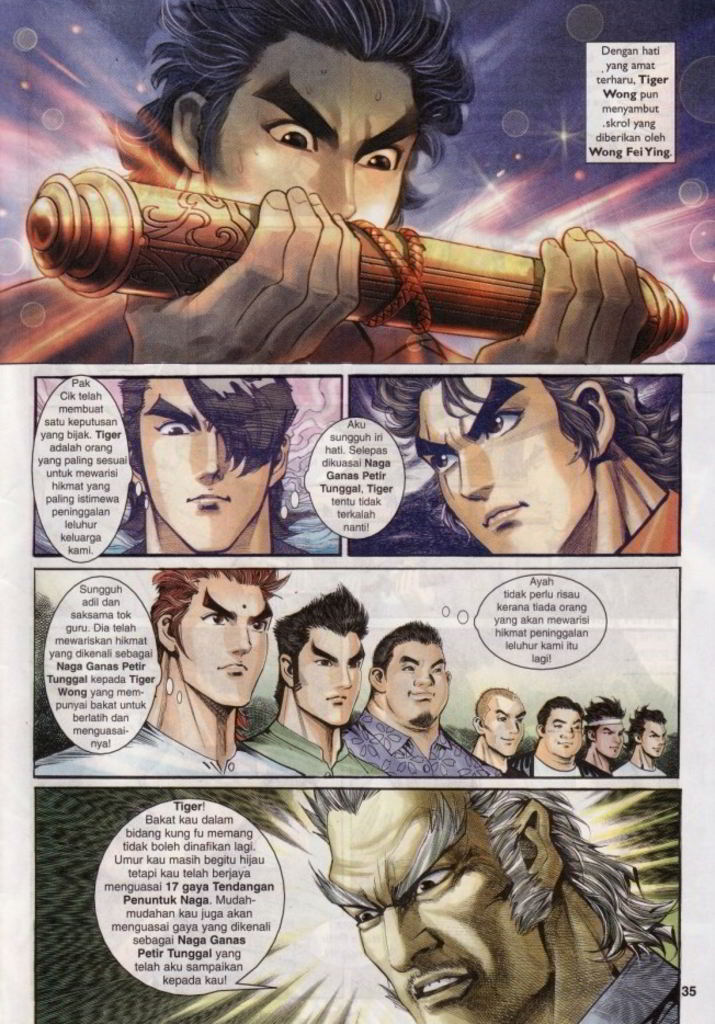 Dengan hati
yang amat
terharu, Tiger
Wong pun
menyambut
.skrol yang
diberikan oleh
Wong Fei Ying.
Pak
Cik telah
membuat
satu keputusan
yang bijak. Tiger
adalah orang
yang paling sesuai
untuk mewarisi
hikmat yang
paling istimewa
peninggalan
leluhur
keluarga
kami.
Aku
sungguh iri
hati. Selepas
dikuasai Naga
Ganas Petir
Tunggal, Tiger
tentu tidak
terkalah
nanti!
Sungguh
adil dan
saksama tok
guru. Dia telah
mewariskan hikmat
yang dikenali sebagai
Naga Ganas Petir
Tunggal kepada Tiger
Wong yang mem-
punyai bakat untuk
berlatih dan
menguasai-
nya!
Ayah
tidak perlu risau
kerana tiada orang
yang akan mewarisi
hikmat peninggalan
leluhur kami itu
lagi!
Tiger!
Bakat kau dalam
bidang kung fu memang
tidak boleh dinafikan lagi.
Umur kau masih begitu hijau
tetapi kau telah berjaya
menguasai 17 gaya Tendangan
Penuntuk Naga. Mudah-
mudahan kau juga akan
menguasai gaya yang dikenali
sebagai Naga Ganas
Petir Tunggal yang
telah aku sampaikan
kepada kau!
35